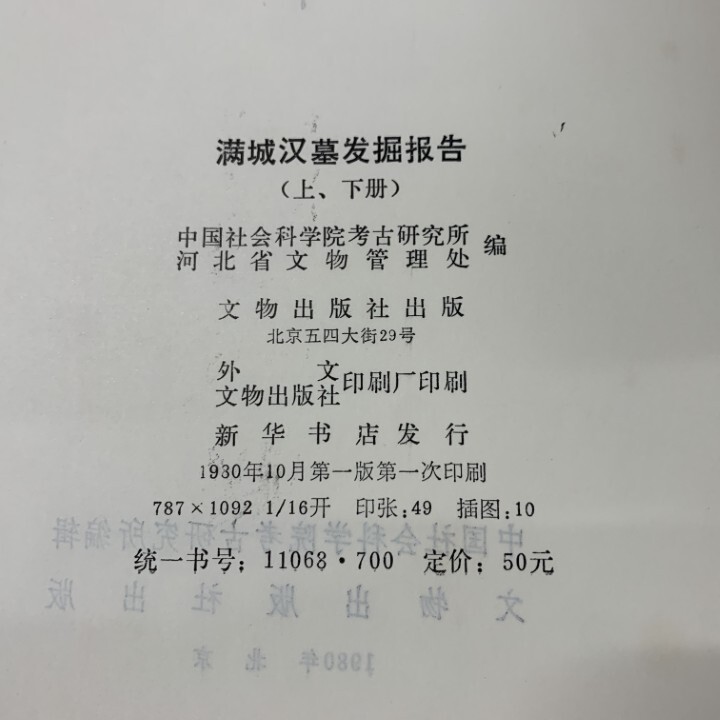 满城汉墓发掘报告
（上、下册）
中国社会科学院考古研究所
河北省文物管理处 编
文物出版社出版
北京五四大街29号
外文
文物出版社 印刷厂印刷
新华书店发行
1930年10月第一版第一次印刷
787×1092 1/16开 印张:49 插图:10
统一书号:11068·700 定价:50元
中国社会科学院考古研究所编辑
文物出版社出版
1980年 北京